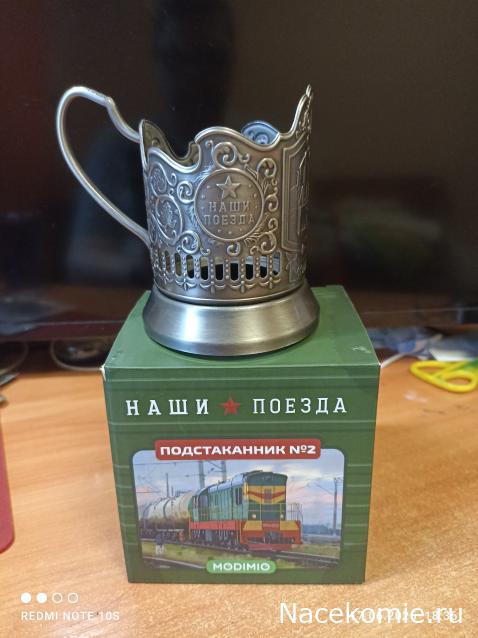 НАШИ
ПОЕЗДА
НАШИ ★ ПОЕЗДА
ПОДСТАКАННИК №2
MODIMIO
REDMI NOTE 10S
Nacekomie.ru